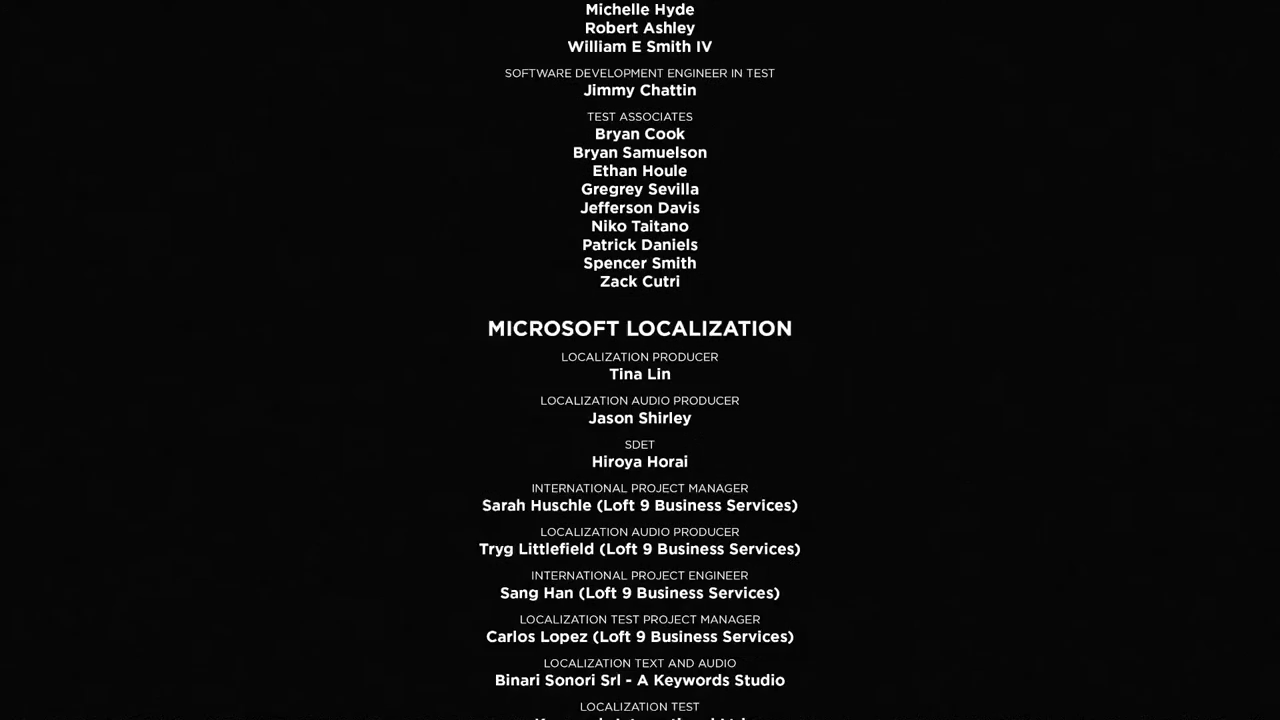 Michelle Hyde
Robert Ashley
William E Smith IV
SOFTWARE DEVELOPMENT ENGINEER IN TEST
Jimmy Chattin
TEST ASSOCIATES
Bryan Cook
Bryan Samuelson
Ethan Houle
Gregrey Sevilla
Jefferson Davis
Niko Taitano
Patrick Daniels
Spencer Smith
Zack Cutri
MICROSOFT LOCALIZATION
LOCALIZATION PRODUCER
Tina Lin
LOCALIZATION AUDIO PRODUCER
Jason Shirley
SDET
Hiroya Horai
INTERNATIONAL PROJECT MANAGER
Sarah Huschle (Loft 9 Business Services)
LOCALIZATION AUDIO PRODUCER
Tryg Littlefield (Loft 9 Business Services)
INTERNATIONAL PROJECT ENGINEER
Sang Han (Loft 9 Business Services)
LOCALIZATION TEST PROJECT MANAGER
Carlos Lopez (Loft 9 Business Services)
LOCALIZATION TEXT AND AUDIO
Binari Sonori Srl - A Keywords Studio
LOCALIZATION TEST